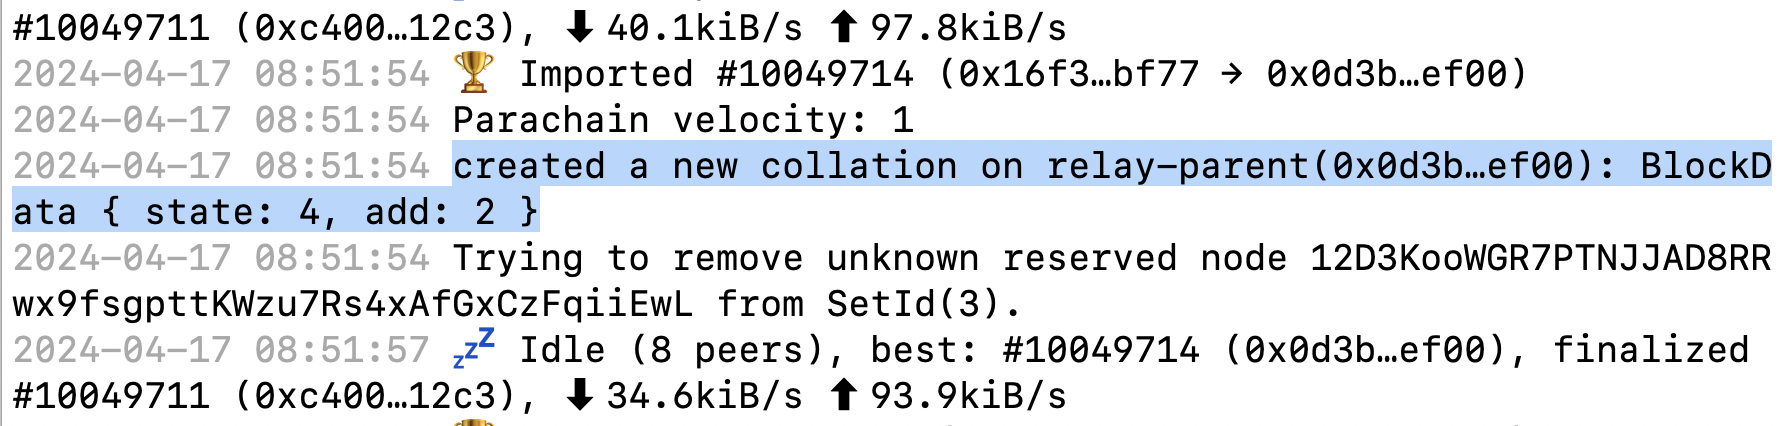 #10049711 (0xc400…12c3), ⬇ 40.1kiB/s ⬆ 97.8kiB/s
2024-04-17 08:51:54 🏆 Imported #10049714 (0x16f3…bf77 → 0x0d3b…ef00)
2024-04-17 08:51:54 Parachain velocity: 1
2024-04-17 08:51:54 created a new collation on relay-parent(0x0d3b…ef00): BlockD
ata { state: 4, add: 2 }
2024-04-17 08:51:54 Trying to remove unknown reserved node 12D3KooWGR7PTNJJAD8RR
wx9fsgpttKWzu7Rs4xAfGxCzFqiiEwL from SetId(3).
2024-04-17 08:51:57 💤 Idle (8 peers), best: #10049714 (0x0d3b…ef00), finalized
#10049711 (0xc400…12c3), ⬇ 34.6kiB/s ⬆ 93.9kiB/s